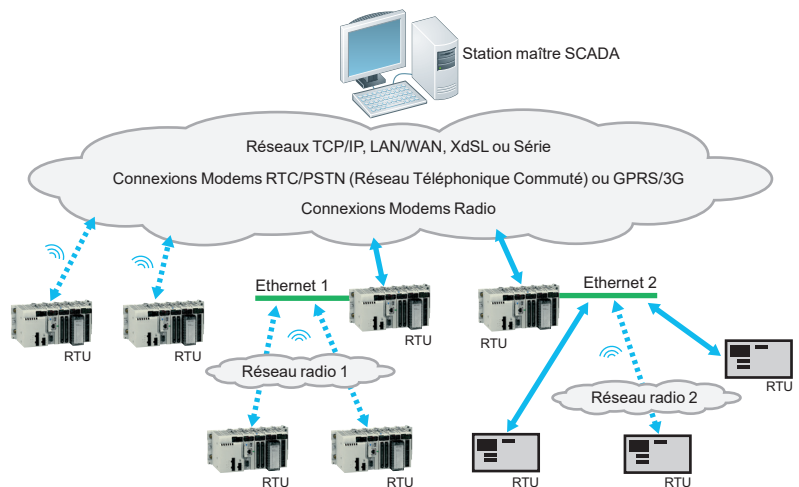 Station maître SCADA
Réseaux TCP/IP, LAN/WAN, XdSL ou Série
Connexions Modems RTC/PSTN (Réseau Téléphonique Commuté) ou GPRS/3G
Connexions Modems Radio
Ethernet 1
Ethernet 2
RTU
RTU
RTU
RTU
Réseau radio 1
RTU
Réseau radio 2
RTU
RTU
RTU
RTU